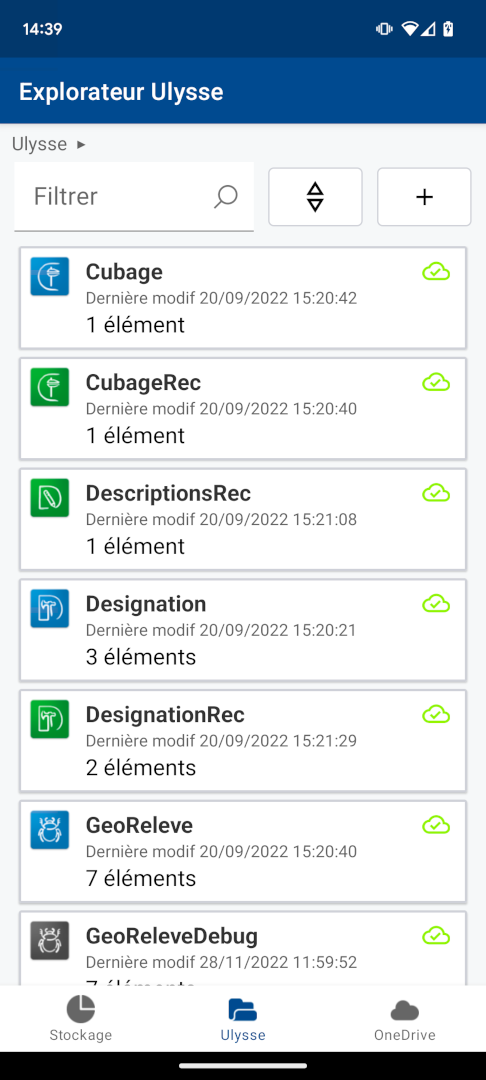 14:39
Explorateur Ulysse
Ulysse ►
Filtrer
Cubage
Dernière modif 20/09/2022 15:20:42
1 élément
CubageRec
Dernière modif 20/09/2022 15:20:40
1 élément
DescriptionsRec
Dernière modif 20/09/2022 15:21:08
1 élément
Designation
Dernière modif 20/09/2022 15:20:21
3 éléments
DesignationRec
Dernière modif 20/09/2022 15:21:29
2 éléments
GeoReleve
Dernière modif 20/09/2022 15:20:40
7 éléments
GeoReleveDebug
Dernière modif 28/11/2022 11:59:52
Stockage
Ulysse
OneDrive